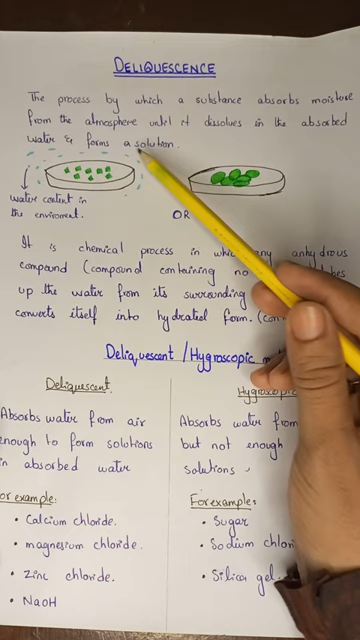 DELIQUESCENCE
The process by which a substance absorbs moisture
from the atmosphere until it dissolves in the absorbed
water & forms a solution.
water content in
the enviroment.
OR
It is chemical process in which any anhydrous
compound (compound containing no
up the water from its surrounding
converts itself into hydrated form.
Deliquescent / Hygroscopic
Deliquescent
Hygroscopic
Absorbs water from air
enough to form solutions
in absorbed water
Absorbs water from
but not enough
solutions.
For example:
• Calcium chloride.
• magnesium chloride.
• Zinc chloride.
• NaOH
For example:
• Sugar
• Sodium
• Silica gel.